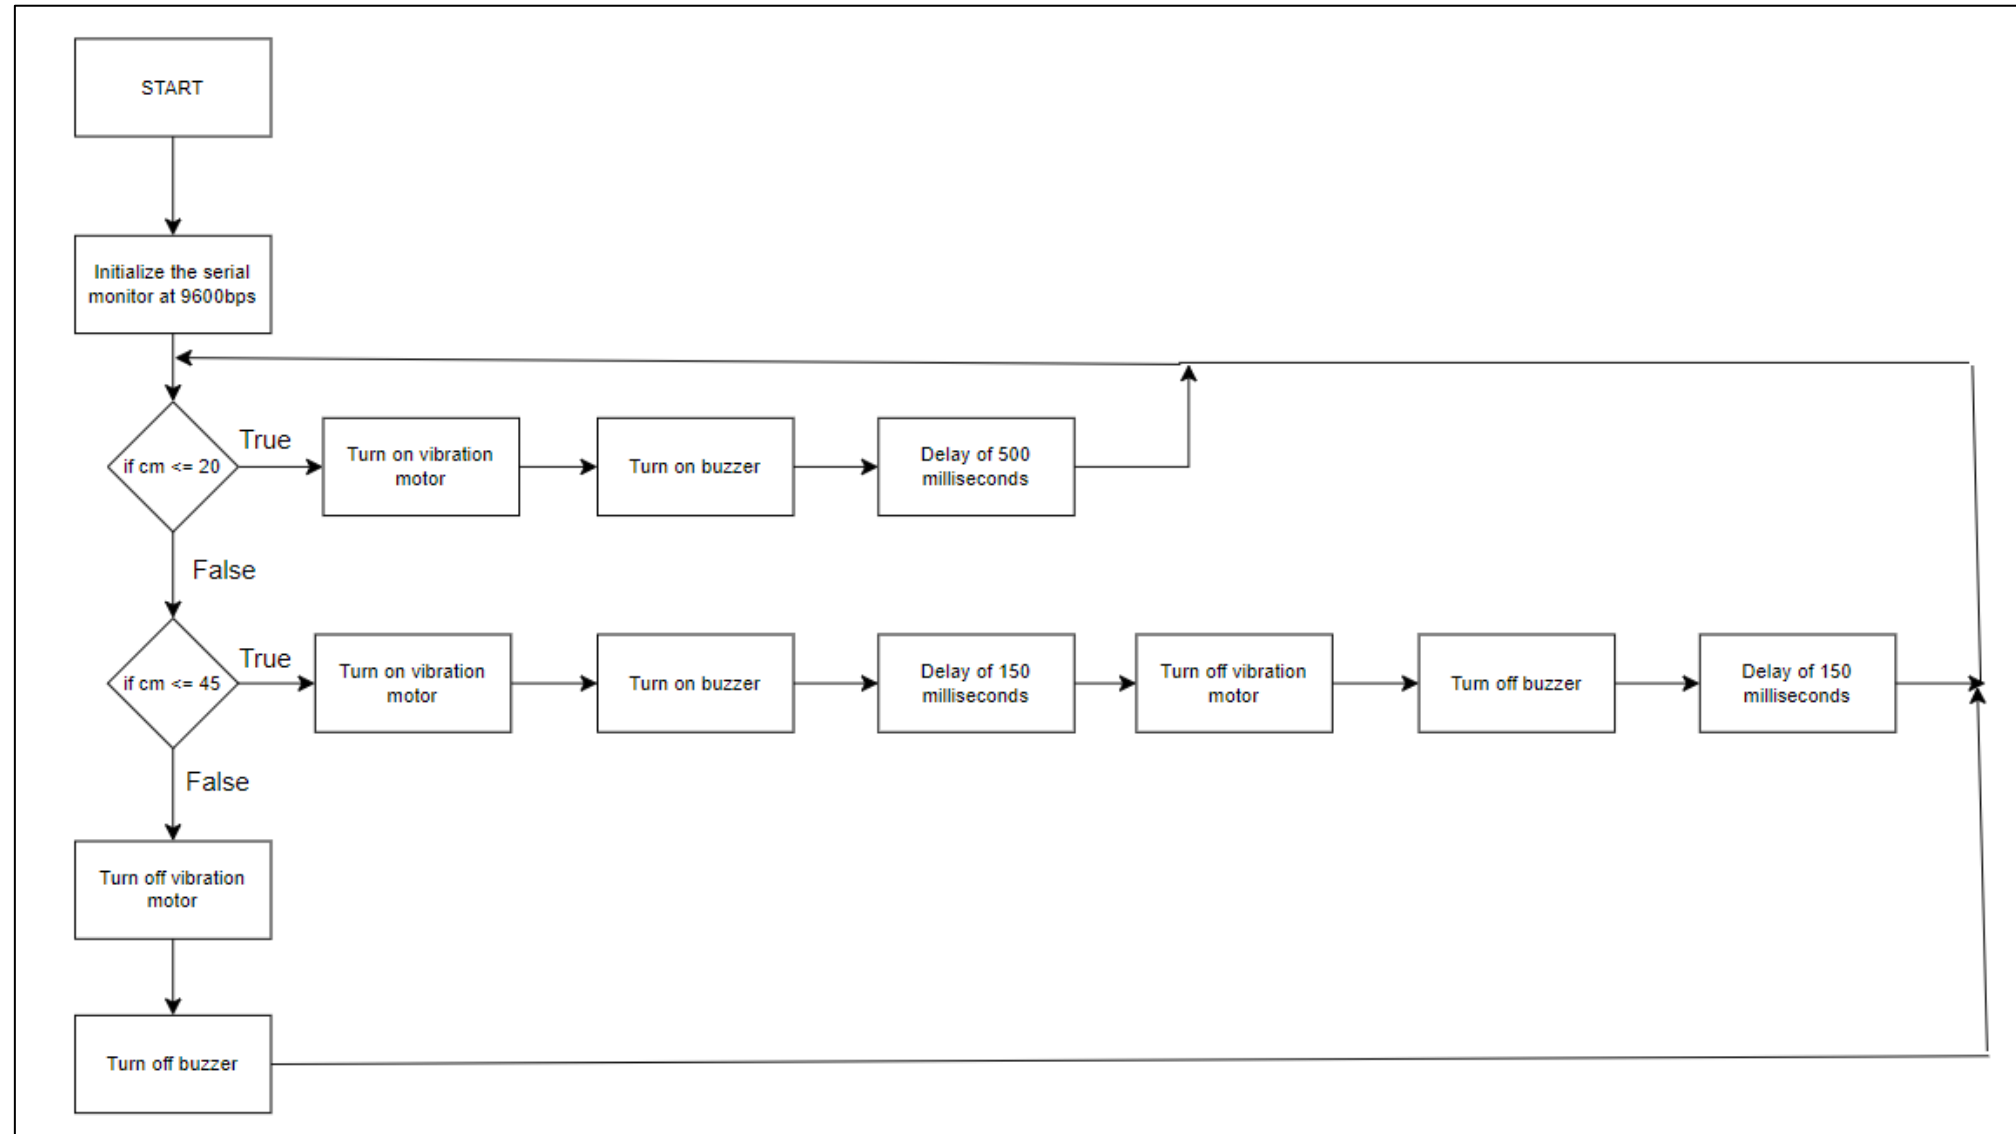 START
Initialize the serial
monitor at 9600bps
if cm <= 20
True
Turn on vibration
motor
Turn on buzzer
Delay of 500
milliseconds
False
if cm <= 45
True
Turn on vibration
motor
Turn on buzzer
Delay of 150
milliseconds
Turn off vibration
motor
Turn off buzzer
Delay of 150
milliseconds
False
Turn off vibration
motor
Turn off buzzer